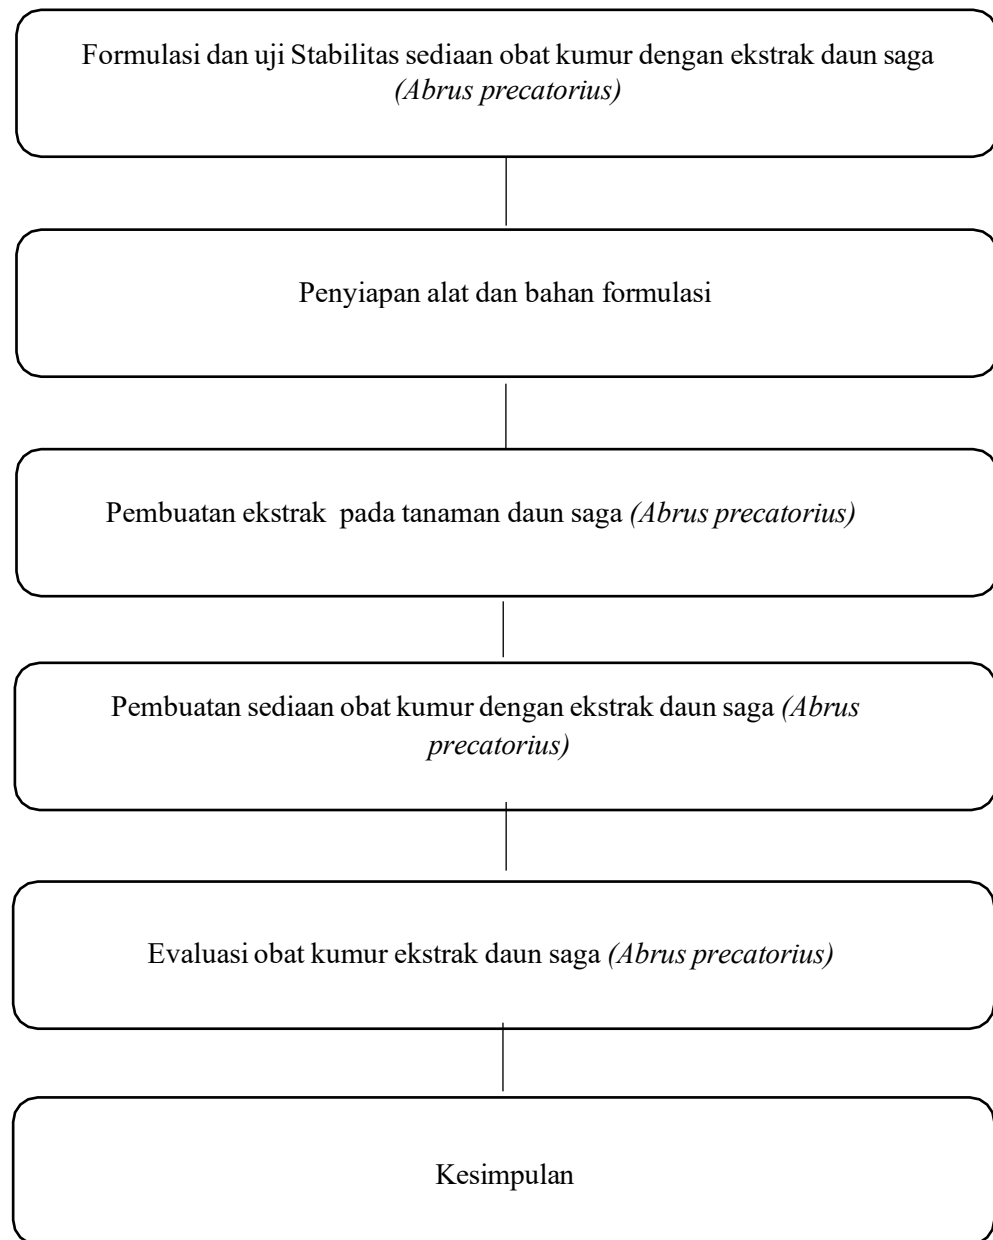 Formulasi dan uji Stabilitas sediaan obat kumur dengan ekstrak daun saga
(Abrus precatorius)
Penyiapan alat dan bahan formulasi
Pembuatan ekstrak pada tanaman daun saga (Abrus precatorius)
Pembuatan sediaan obat kumur dengan ekstrak daun saga (Abrus
precatorius)
Evaluasi obat kumur ekstrak daun saga (Abrus precatorius)
Kesimpulan